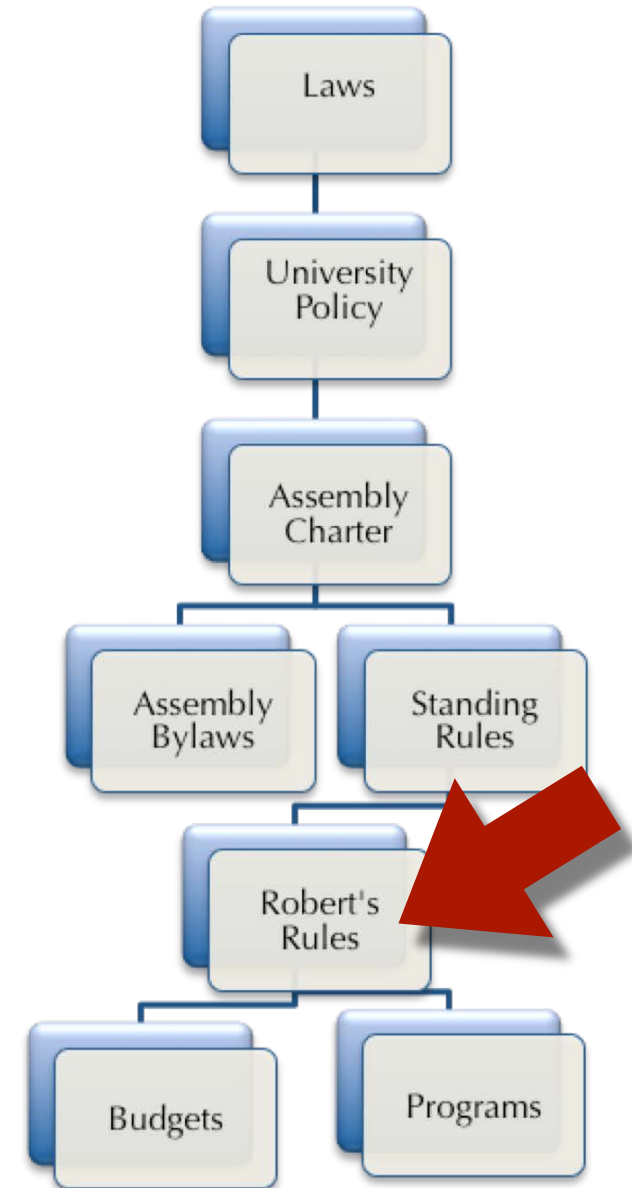 Laws
University
Policy
Assembly
Charter
Assembly
Bylaws
Standing
Rules
Robert's
Rules
Budgets
Programs